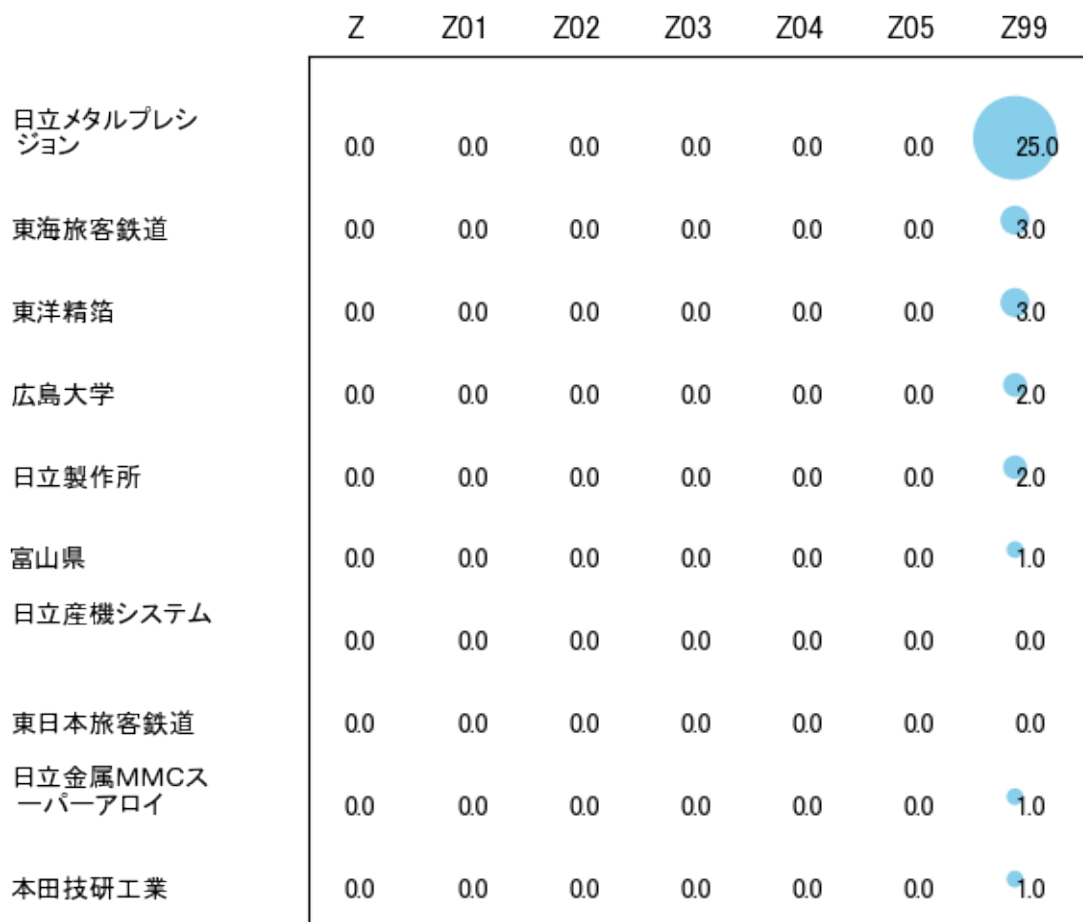 Z Z01 Z02 Z03 Z04 Z05 Z99
日立メタルプレシ
ジョン
0.0 0.0 0.0 0.0 0.0 0.0 25.0
東海旅客鉄道 0.0 0.0 0.0 0.0 0.0 0.0 3.0
東洋精箔 0.0 0.0 0.0 0.0 0.0 0.0 3.0
広島大学 0.0 0.0 0.0 0.0 0.0 0.0 2.0
日立製作所 0.0 0.0 0.0 0.0 0.0 0.0 2.0
富山県 0.0 0.0 0.0 0.0 0.0 0.0 1.0
日立産機システム
0.0 0.0 0.0 0.0 0.0 0.0 0.0
東日本旅客鉄道 0.0 0.0 0.0 0.0 0.0 0.0 0.0
日立金属MMCス
ーパーアロイ
0.0 0.0 0.0 0.0 0.0 0.0 1.0
本田技研工業 0.0 0.0 0.0 0.0 0.0 0.0 1.0